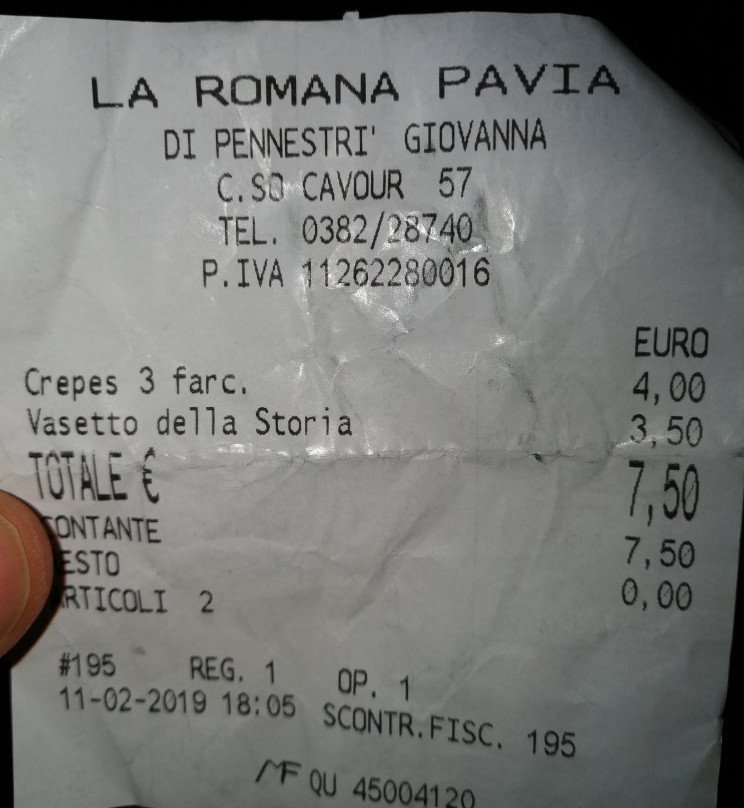 LA ROMANA PAVIA
DI PENNESTRI' GIOVANNA
C.SO CAVOUR 57
TEL. 0382/28740
P.IVA 11262280016
EURO
Crepes 3 farc. 4,00
Vasetto della Storia 3,50
TOTALE € 7,50
ONTANTE 7,50
ESTO 0,00
RTICOLI 2
#195 REG. 1 OP. 1
11-02-2019 18:05 SCONTR.FISC. 195
MF QU 45004120